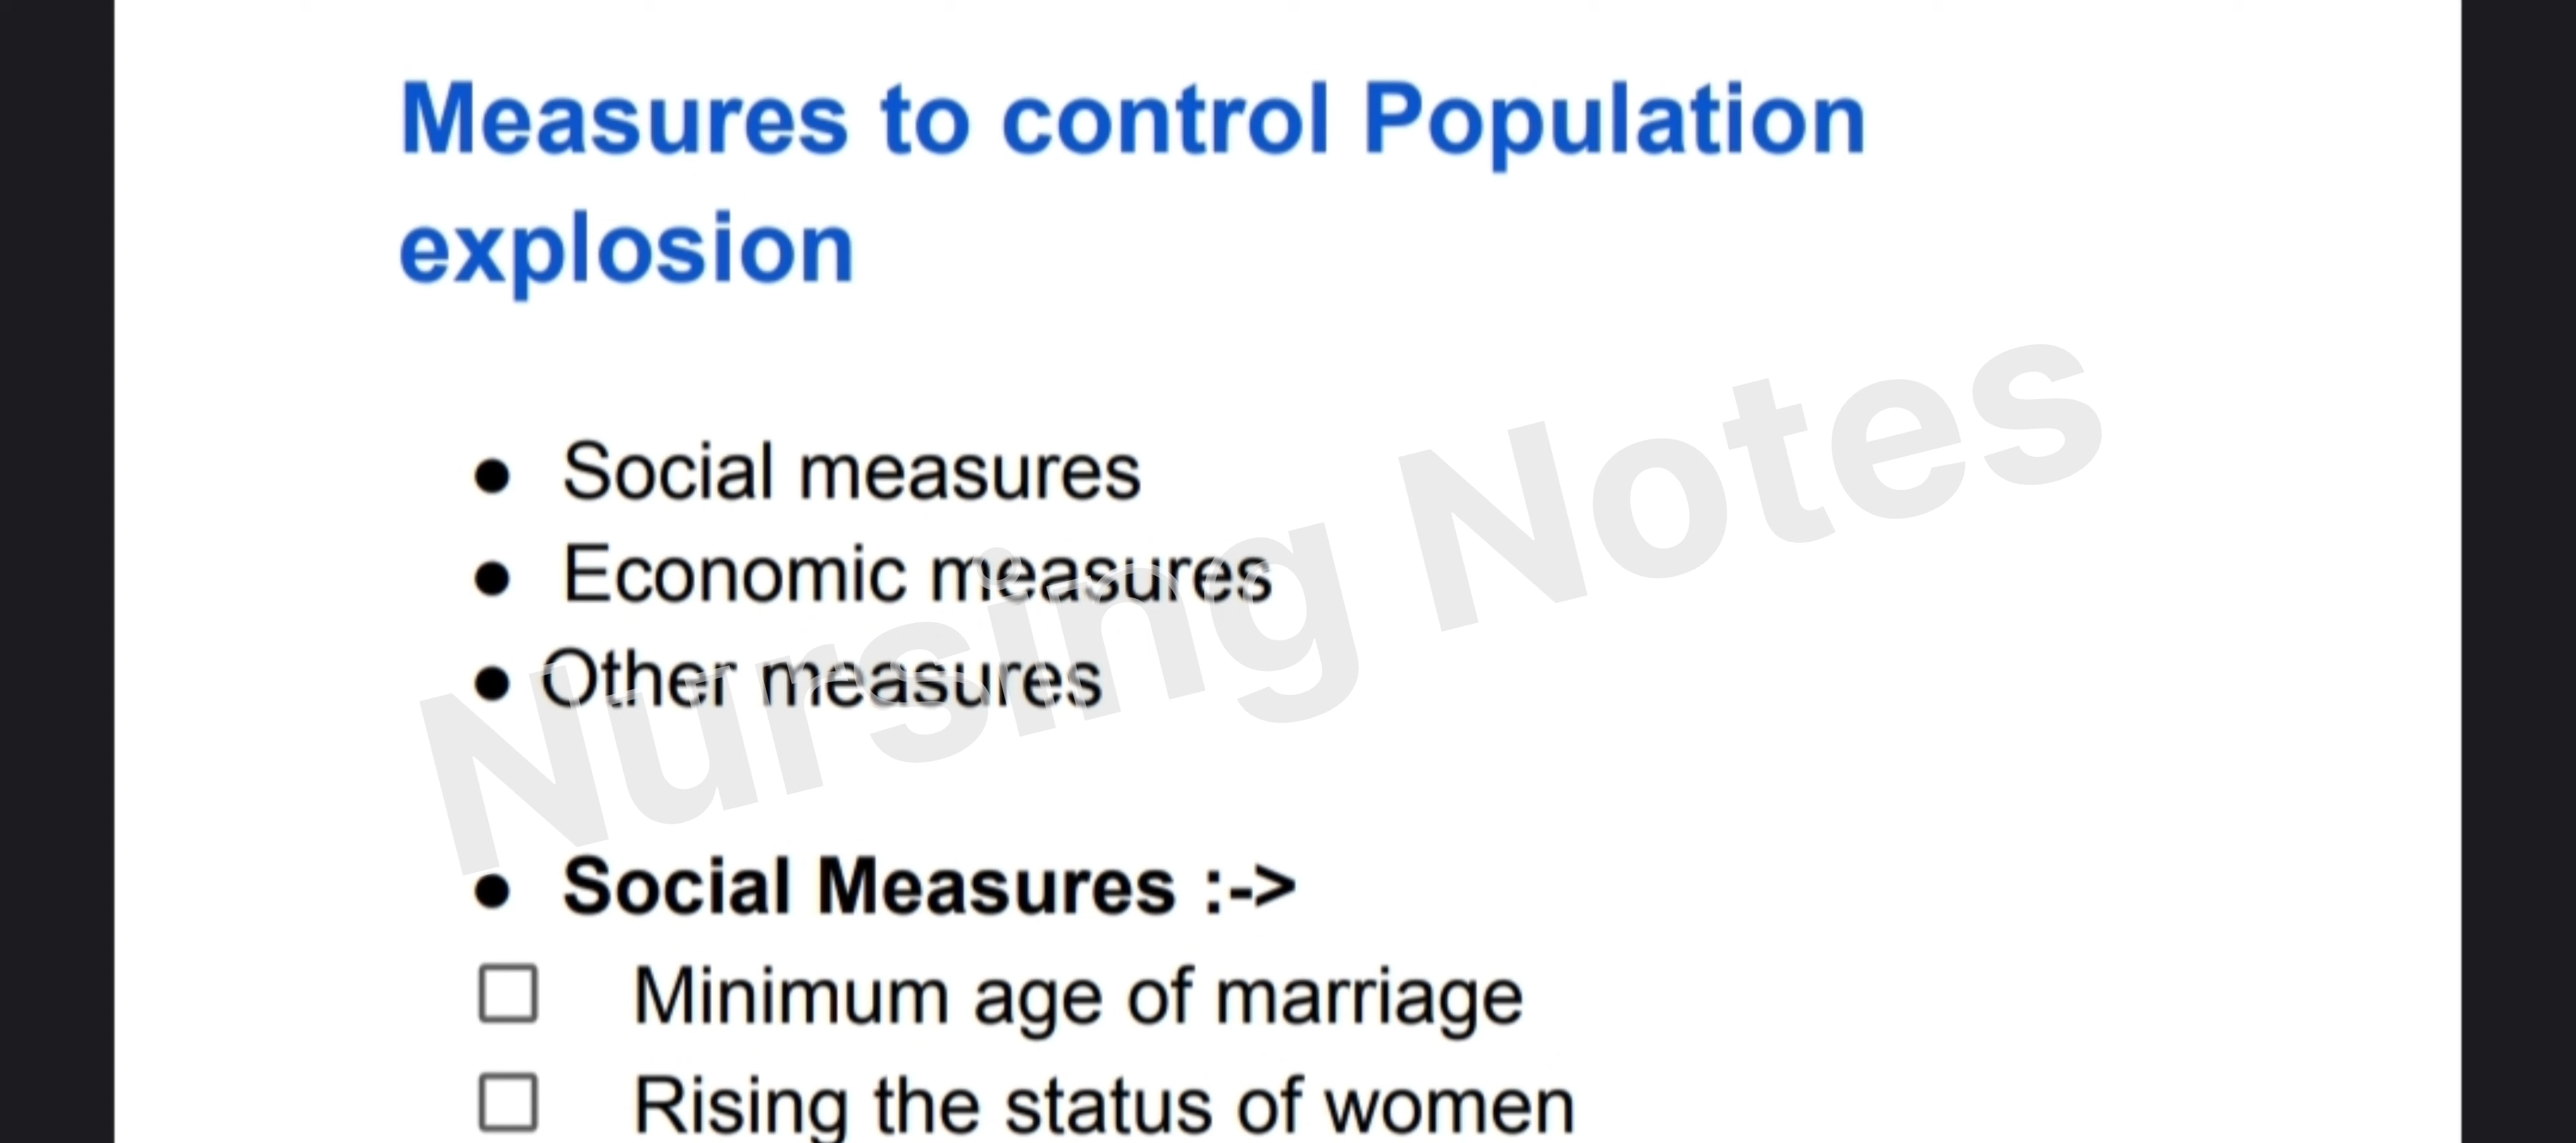 Measures to control Population
explosion
● Social measures
● Economic measures
● Other measures
Nursing Notes
● Social Measures :->
☐ Minimum age of marriage
☐ Rising the status of women